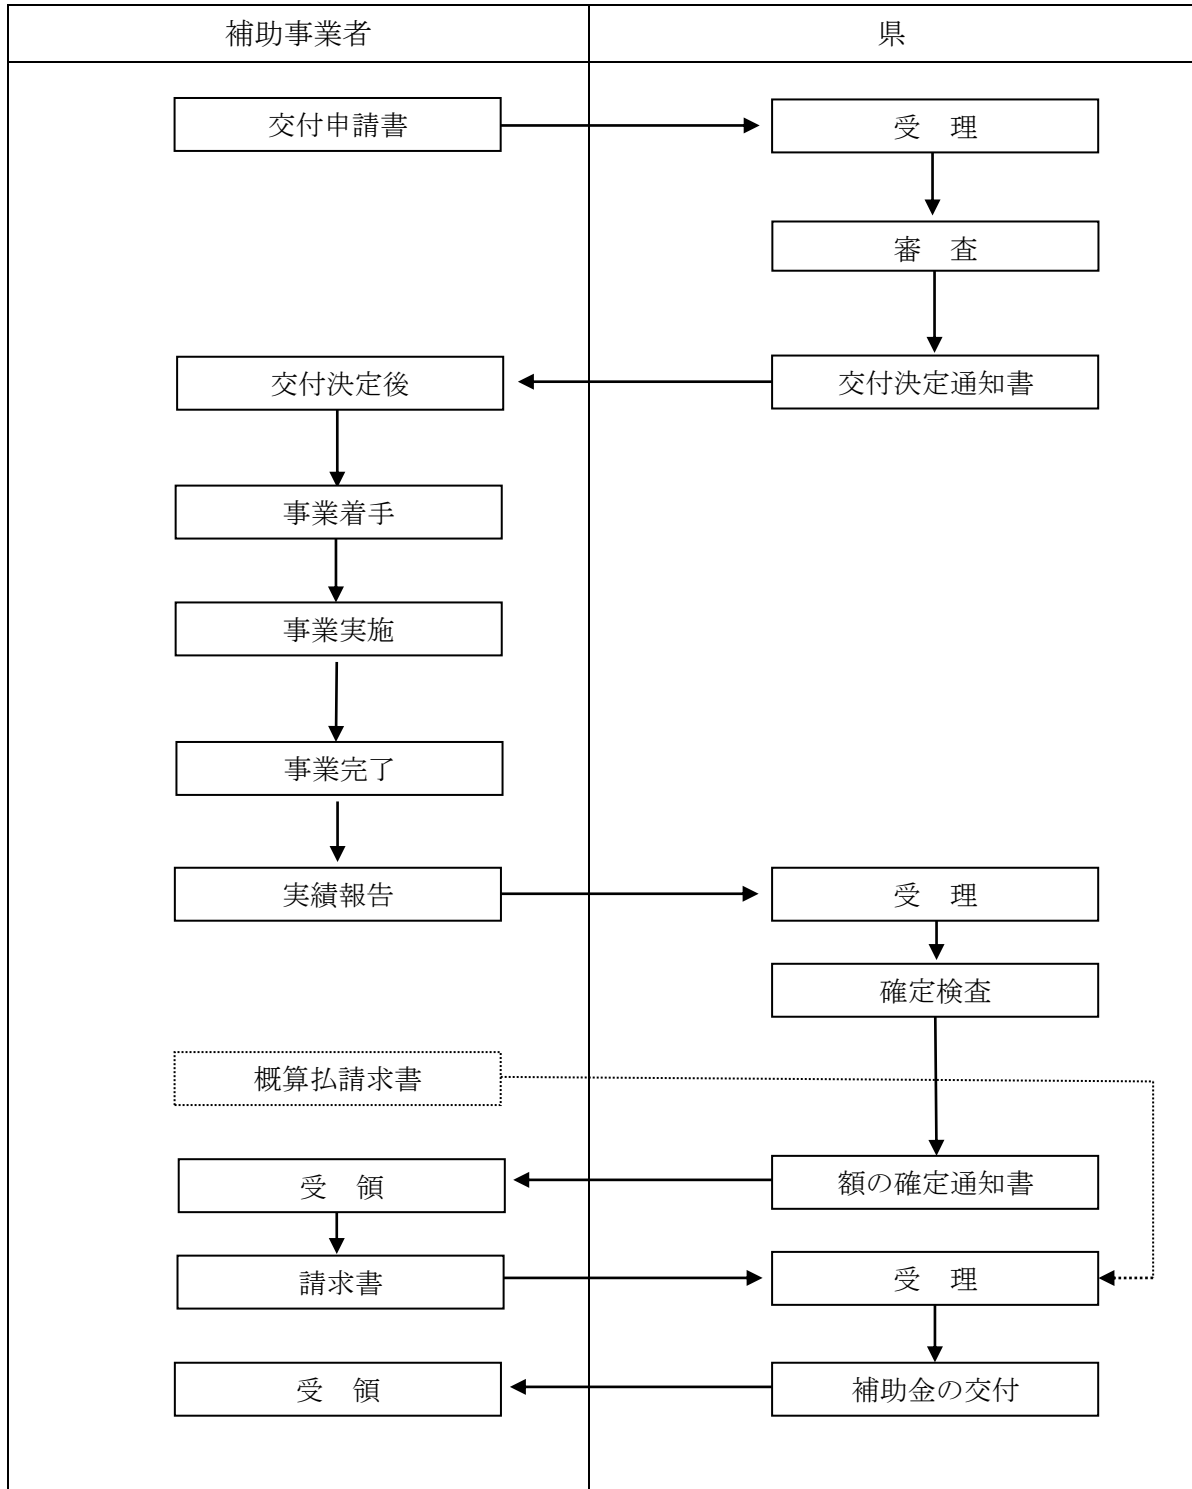 補助事業者
県
交付申請書
受　理
審　査
交付決定後
交付決定通知書
事業着手
事業実施
事業完了
実績報告
受　理
確定検査
概算払請求書
受　領
額の確定通知書
請求書
受　理
受　領
補助金の交付